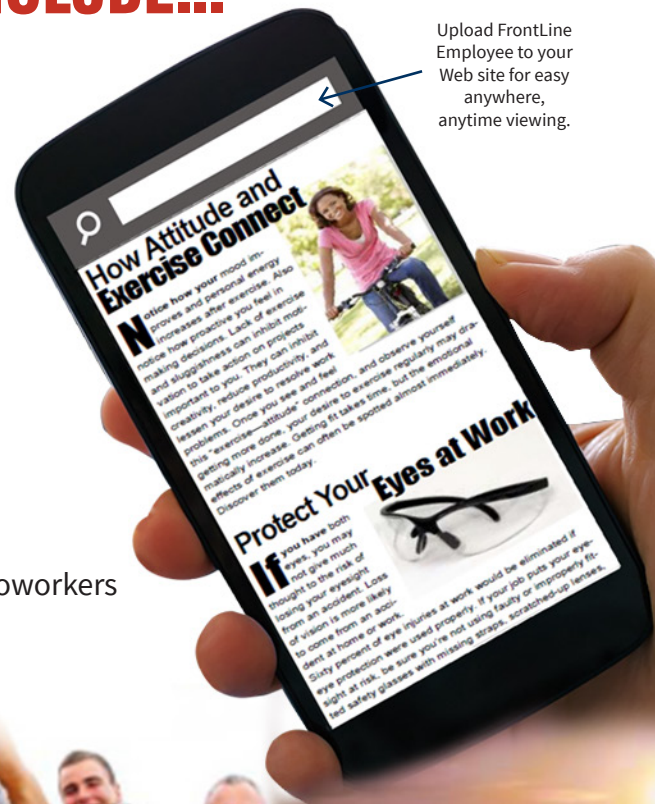 Upload FrontLine
Employee to your
Web site for easy
anywhere,
anytime viewing.
How Attitude and
Exercise Connect
Notice how your mood im-
proves and personal energy
increases after exercise. Also
notice how proactive you feel in
making decisions. Lack of exercise
and sluggishness can inhibit moti-
vation to take action on projects
important to you. They can inhibit
creativity, reduce productivity, and
lessen your desire to resolve work
problems. Once you see and feel
this "exercise—attitude" connection, and observe yourself
getting more done, your desire to exercise regularly may dra-
matically increase. Getting fit takes time, but the emotional
effects of exercise can often be spotted almost immediately.
Discover them today.
Protect Your
Eyes at Work
If you have both
eyes, you may
not give much
thought to the risk of
losing your eyesight
from an accident. Loss
of vision is more likely
to come from an acci-
dent at home or work.
Sixty percent of eye injuries at work would be eliminated if
eye protection were used properly. If your job puts your eye-
sight at risk, be sure you're not using faulty or improperly fit-
ted safety glasses with missing straps, scratched-up lenses,
oworkers